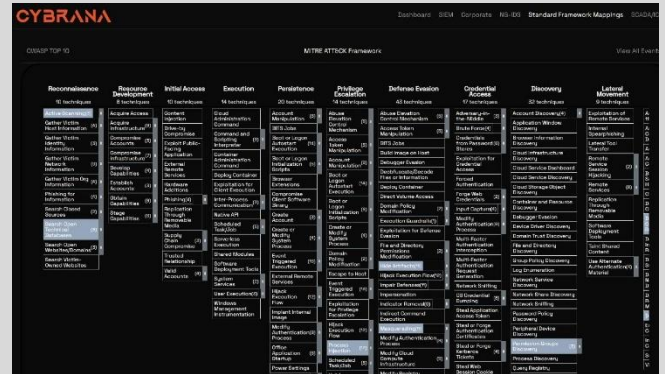 CYBRANA
Dashboard SIEM Corporate NG-IDS Standard Framework Mappings SCADA/IC
OWASP TOP 10
MITRE ATT&CK Framework
View All Event
Reconnaissance
10 techniques
Active Scanning
Gather Victim Host Information
Gather Victim Identity Information
Gather Victim Network Information
Gather Victim Org Information
Phishing for Information
Search Closed Sources
Search Open Technical Databases
Search Open Websites/Domains
Search Victim-Owned Websites
Resource Development
8 techniques
Acquire Access
Acquire Infrastructure
Compromise Accounts
Compromise Infrastructure
Develop Capabilities
Establish Accounts
Obtain Capabilities
Stage Capabilities
Initial Access
10 techniques
Content Injection
Drive-by Compromise
Exploit Public-Facing Application
External Remote Services
Hardware Additions
Phishing(4)
Replication Through Removable Media
Supply Chain Compromise
Trusted Relationship
Valid Accounts
Execution
14 techniques
Cloud Administration Command
Command and Scripting Interpreter
Container Administration Command
Deploy Container
Exploitation for Client Execution
Inter-Process Communication
Native API
Scheduled Task/Job
Serverless Execution
Shared Modules
Software Deployment Tools
System Services
User Execution(3)
Windows Management Instrumentation
Persistence
20 techniques
Account Manipulation
BITS Jobs
Boot or Logon Autostart Execution
Boot or Logon Initialization Scripts
Browser Extensions
Compromise Client Software Binary
Create Account
Create or Modify System Process
Event Triggered Execution
External Remote Services
Hijack Execution Flow
Implant Internal Image
Modify Authentication Process
Office Application Startup
Power Settings
Privilege Escalation
14 techniques
Abuse Elevation Control Mechanism
Access Token Manipulation
Account Manipulation
Boot or Logon Autostart Execution
Boot or Logon Initialization Scripts
Create or Modify System Process
Domain Policy Modification
Escape to Host
Event Triggered Execution
Exploitation for Privilege Escalation
Hijack Execution Flow
Process Injection
Scheduled Task/Job
Defense Evasion
43 techniques
Abuse Elevation Control Mechanism
Access Token Manipulation
BITS Jobs
Build Image on Host
Debugger Evasion
Deobfuscate/Decode Files or Information
Deploy Container
Direct Volume Access
Domain Policy Modification
Execution Guardrails
Exploitation for Defense Evasion
File and Directory Permissions Modification
Hide Artifacts
Hijack Execution Flow
Impair Defenses
Impersonation
Indicator Removal
Indirect Command Execution
Masquerading
Modify Authentication Process
Modify Cloud Compute Infrastructure
Modify Registry
Credential Access
17 techniques
Adversary-in-the-Middle
Brute Force(4)
Credentials from Password Stores
Exploitation for Credential Access
Forced Authentication
Forge Web Credentials
Input Capture(4)
Modify Authentication Process
Multi-Factor Authentication Interception
Multi-Factor Authentication Request Generation
Network Sniffing
OS Credential Dumping
Steal Application Access Token
Steal or Forge Authentication Certificates
Steal or Forge Kerberos Tickets
Steal Web Session Cookie
Discovery
32 techniques
Account Discovery(4)
Application Window Discovery
Browser Information Discovery
Cloud Infrastructure Discovery
Cloud Service Dashboard
Cloud Service Discovery
Cloud Storage Object Discovery
Container and Resource Discovery
Debugger Evasion
Device Driver Discovery
Domain Trust Discovery
File and Directory Discovery
Group Policy Discovery
Log Enumeration
Network Service Discovery
Network Share Discovery
Network Sniffing
Password Policy Discovery
Peripheral Device Discovery
Permission Groups Discovery
Process Discovery
Query Registry
Lateral Movement
9 techniques
Exploitation of Remote Services
Internal Spearphishing
Lateral Tool Transfer
Remote Service Session Hijacking
Remote Services
Replication Through Removable Media
Software Deployment Tools
Taint Shared Content
Use Alternate Authentication Material